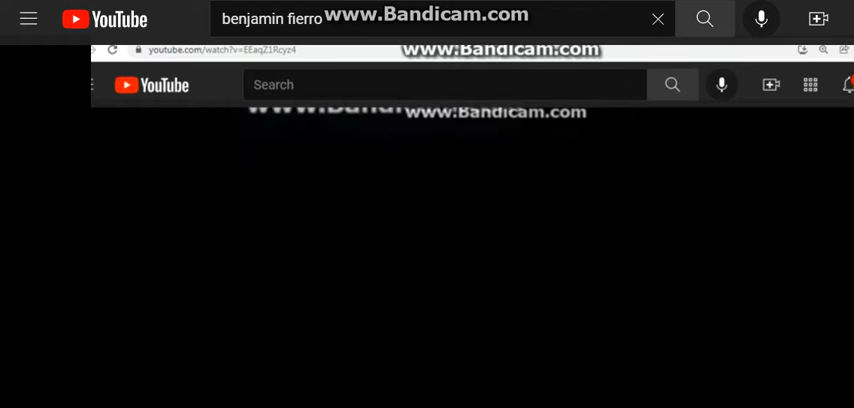 YouTube benjamin fierro www.Bandicam.com
youtube.com/watch?v=EEaqZ1Rcyz4 www.Bandicam.com
YouTube Search
www.Bandicam.com